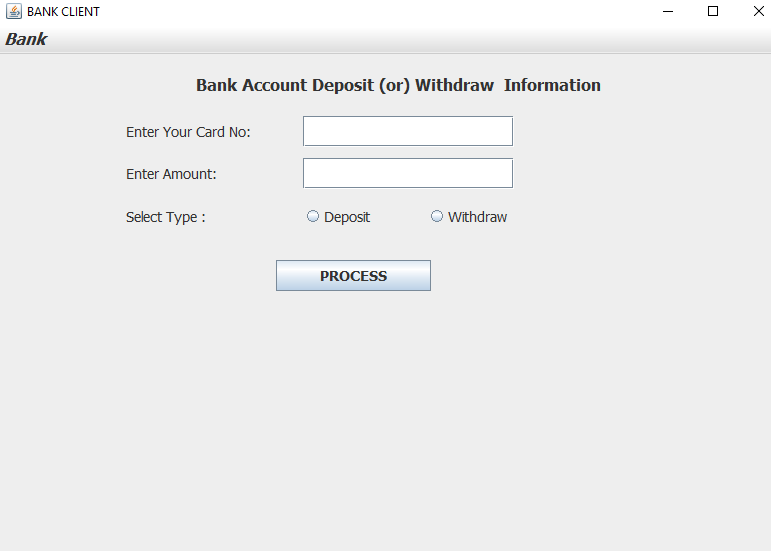 BANK CLIENT
Bank
Bank Account Deposit (or) Withdraw  Information
Enter Your Card No:
Enter Amount:
Select Type : Deposit Withdraw
PROCESS